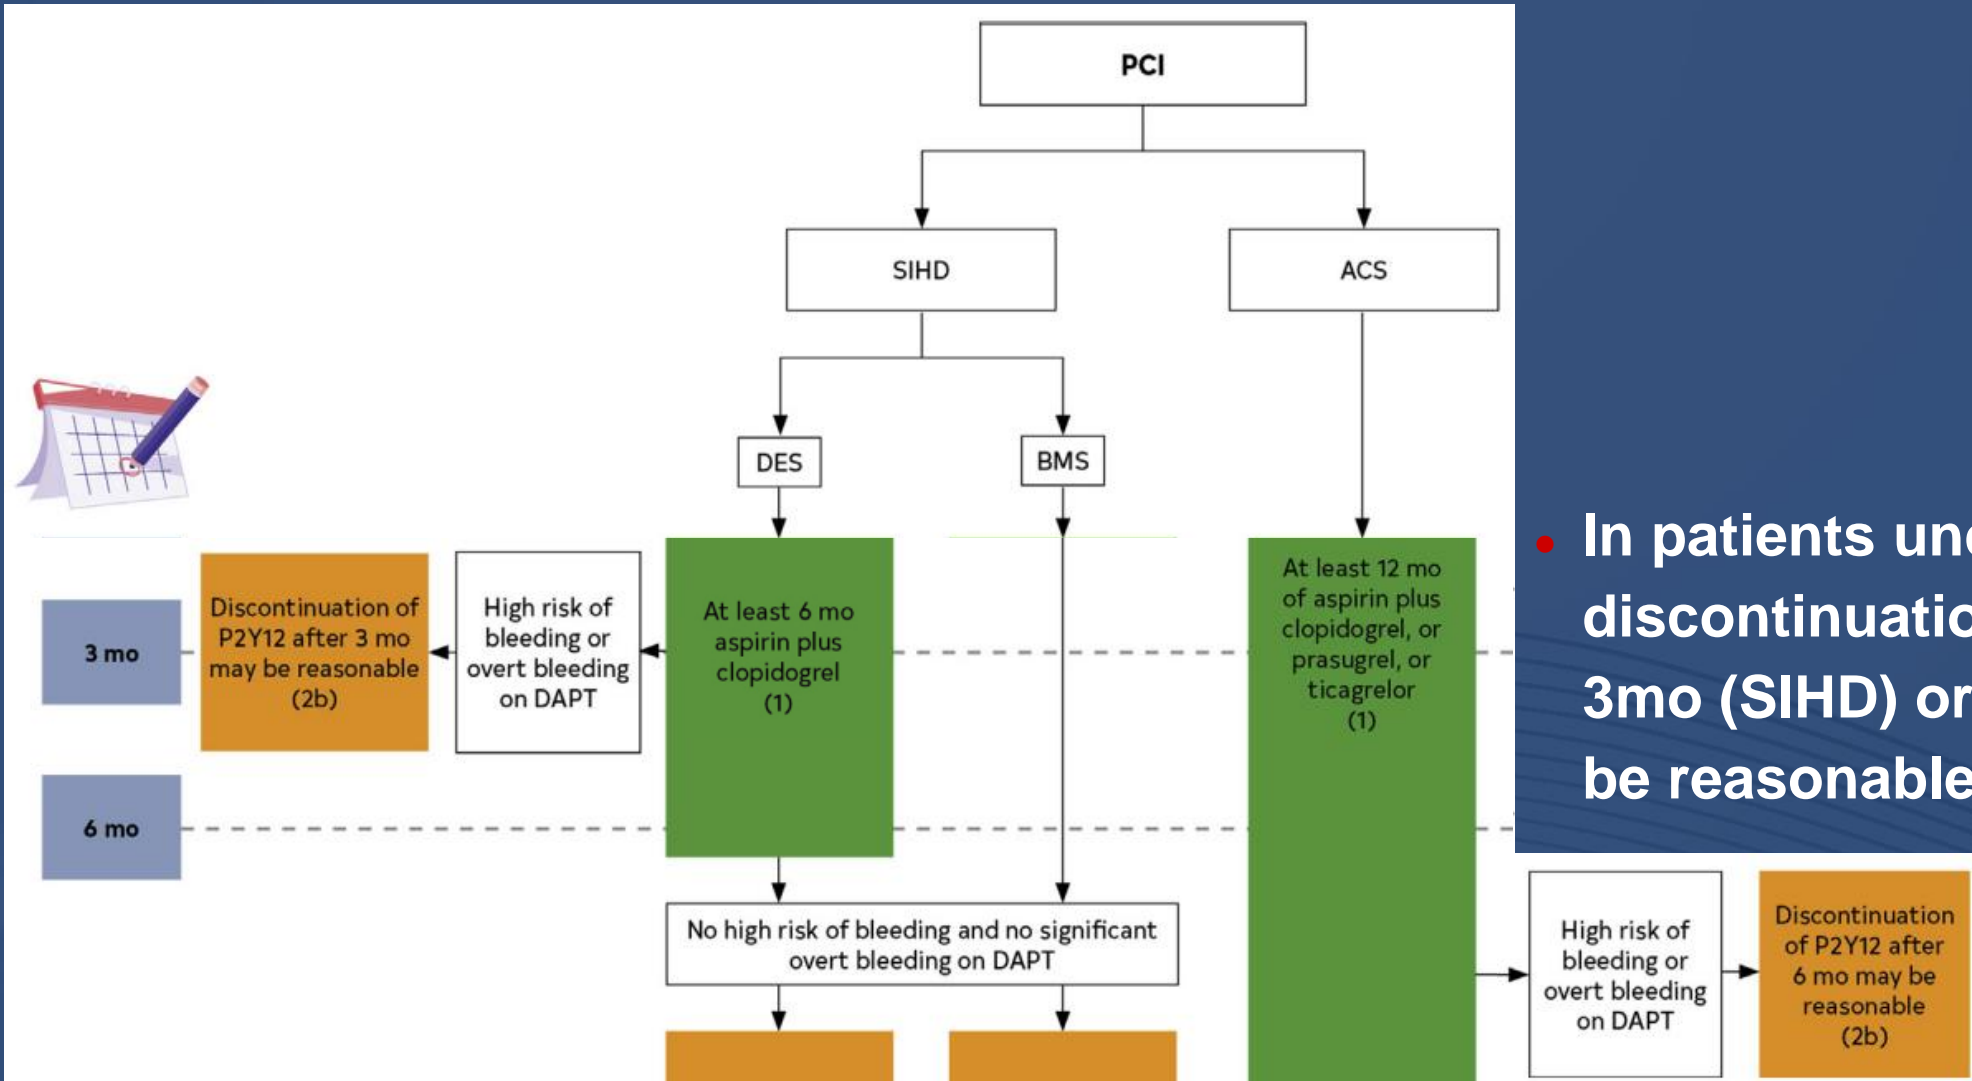 PCI
SIHD
ACS
DES
BMS
3 mo
Discontinuation of
P2Y12 after 3 mo
may be reasonable
(2b)
High risk of
bleeding or
overt bleeding
on DAPT
At least 6 mo
aspirin plus
clopidogrel
(1)
At least 12 mo
of aspirin plus
clopidogrel, or
prasugrel, or
ticagrelor
(1)
6 mo
No high risk of bleeding and no significant
overt bleeding on DAPT
High risk of
bleeding or
overt bleeding
on DAPT
Discontinuation
of P2Y12 after
6 mo may be
reasonable
(2b)
• In patients
3mo (SIHD) or
be reasonable